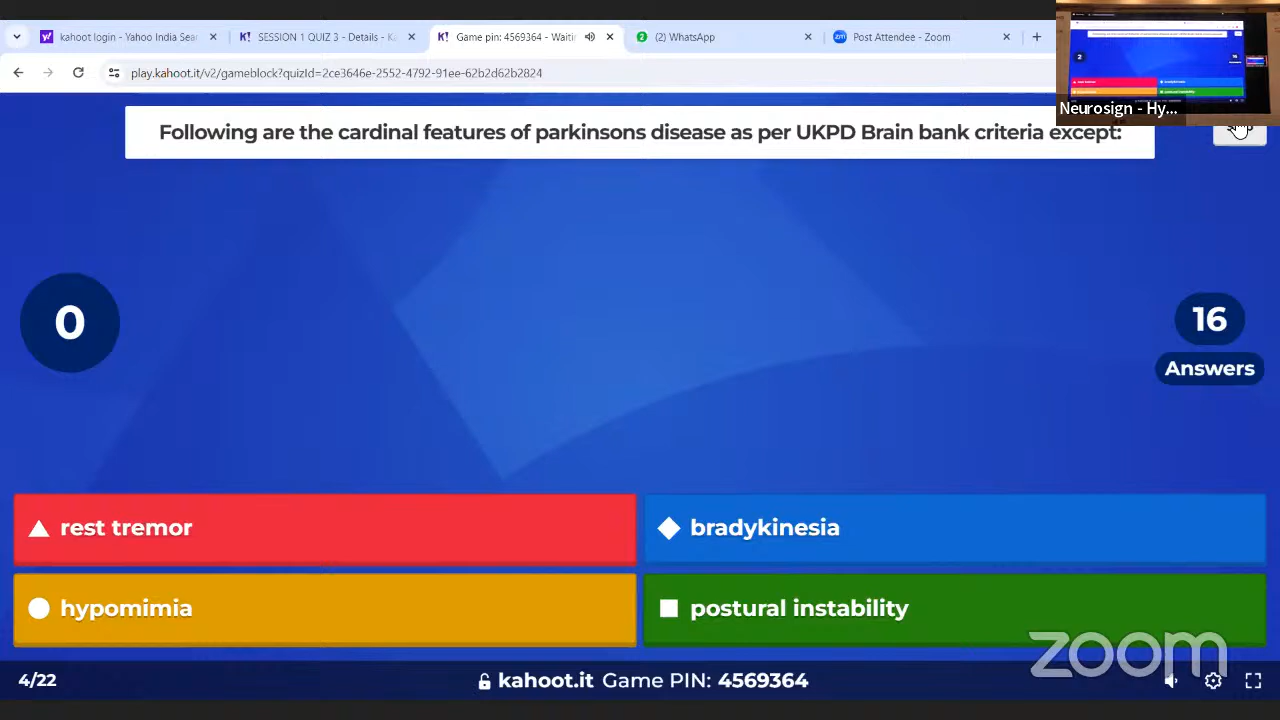 kahoot login - Yahoo India Sea
SESSION 1 QUIZ 3 - D
Game pin: 4569364 - Waitin
(2) WhatsApp
Post Attendee - Zoom
play.kahoot.it/v2/gameblock?quizId=2ce3646e-2552-4792-91ee-62b2d62b2824
Neurosign - Hy...
Following are the cardinal features of parkinsons disease as per UKPD Brain bank criteria except:
0
16
Answers
rest tremor
bradykinesia
hypomimia
postural instability
zoom
4/22
kahoot.it Game PIN: 4569364